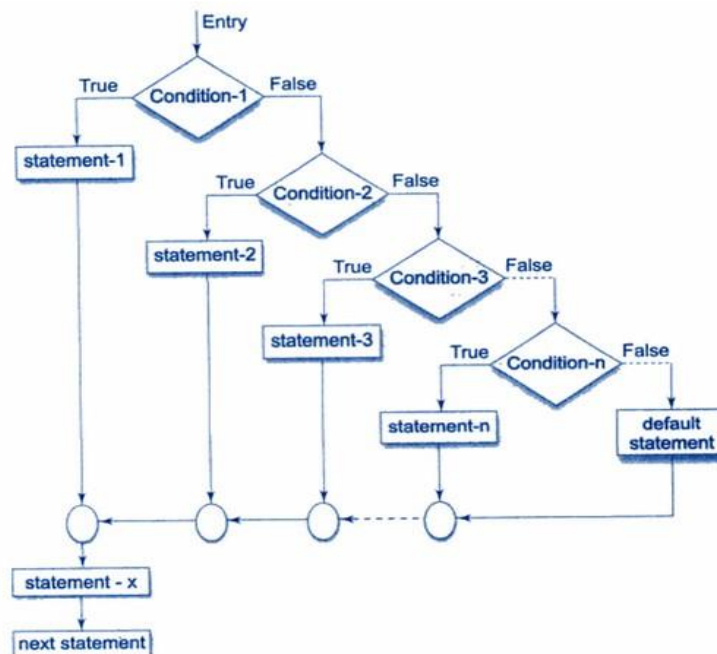 Entry
True
Condition-1
False
statement-1
True
Condition-2
False
statement-2
True
Condition-3
False
statement-3
True
Condition-n
False
statement-n
default
statement
statement - x
next statement